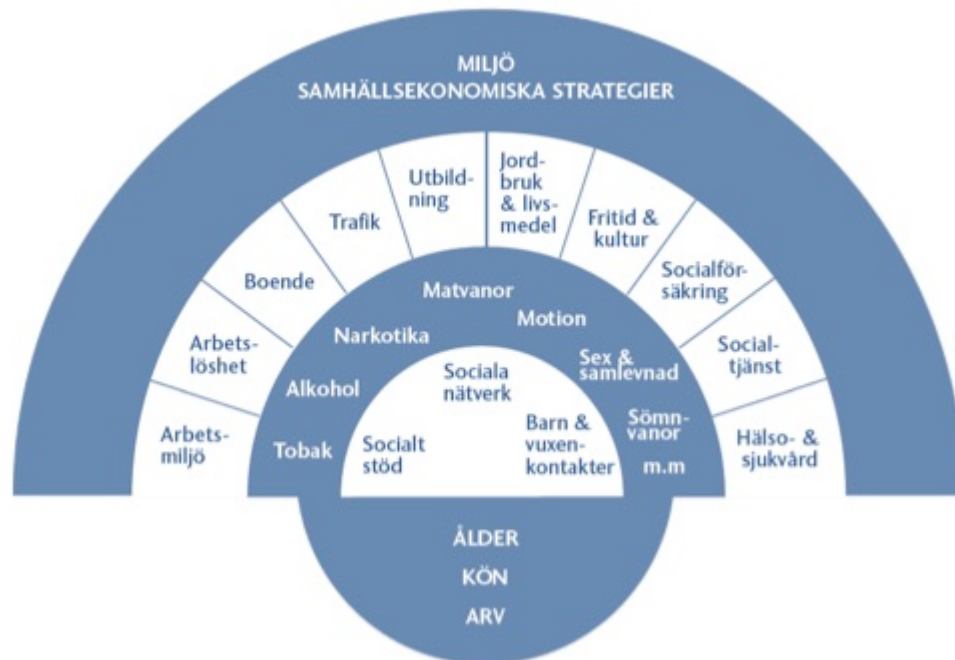 MILJÖ
SAMHÄLLSEKONOMISKA STRATEGIER
Arbets-
miljö
Arbets-
löshet
Boende
Trafik
Utbild-
ning
Jord-
bruk
& livs-
medel
Fritid &
kultur
Socialför-
säkring
Social-
tjänst
Hälso- &
sjukvård
Tobak
Alkohol
Narkotika
Matvanor
Motion
Sex &
samlevnad
Sömn-
vanor
m.m
Socialt
stöd
Sociala
nätverk
Barn &
vuxen-
kontakter
ÅLDER
KÖN
ARV